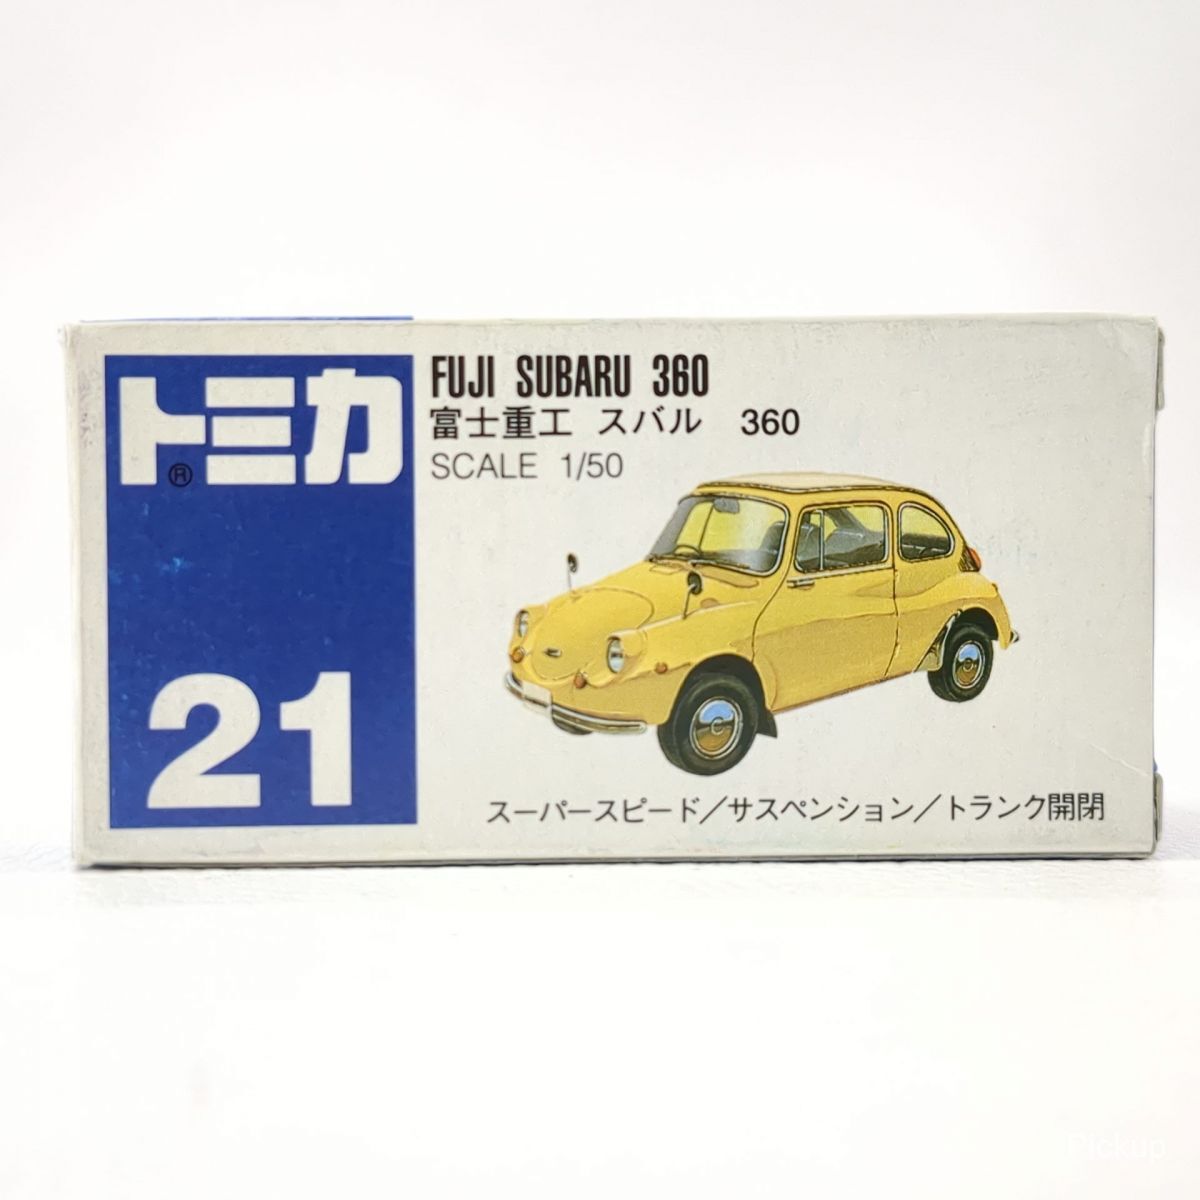 トミカ
®
21
FUJI SUBARU 360
富士重工 スバル 360
SCALE 1/50
スーパースピード/サスペンション/トランク開閉
Pickup